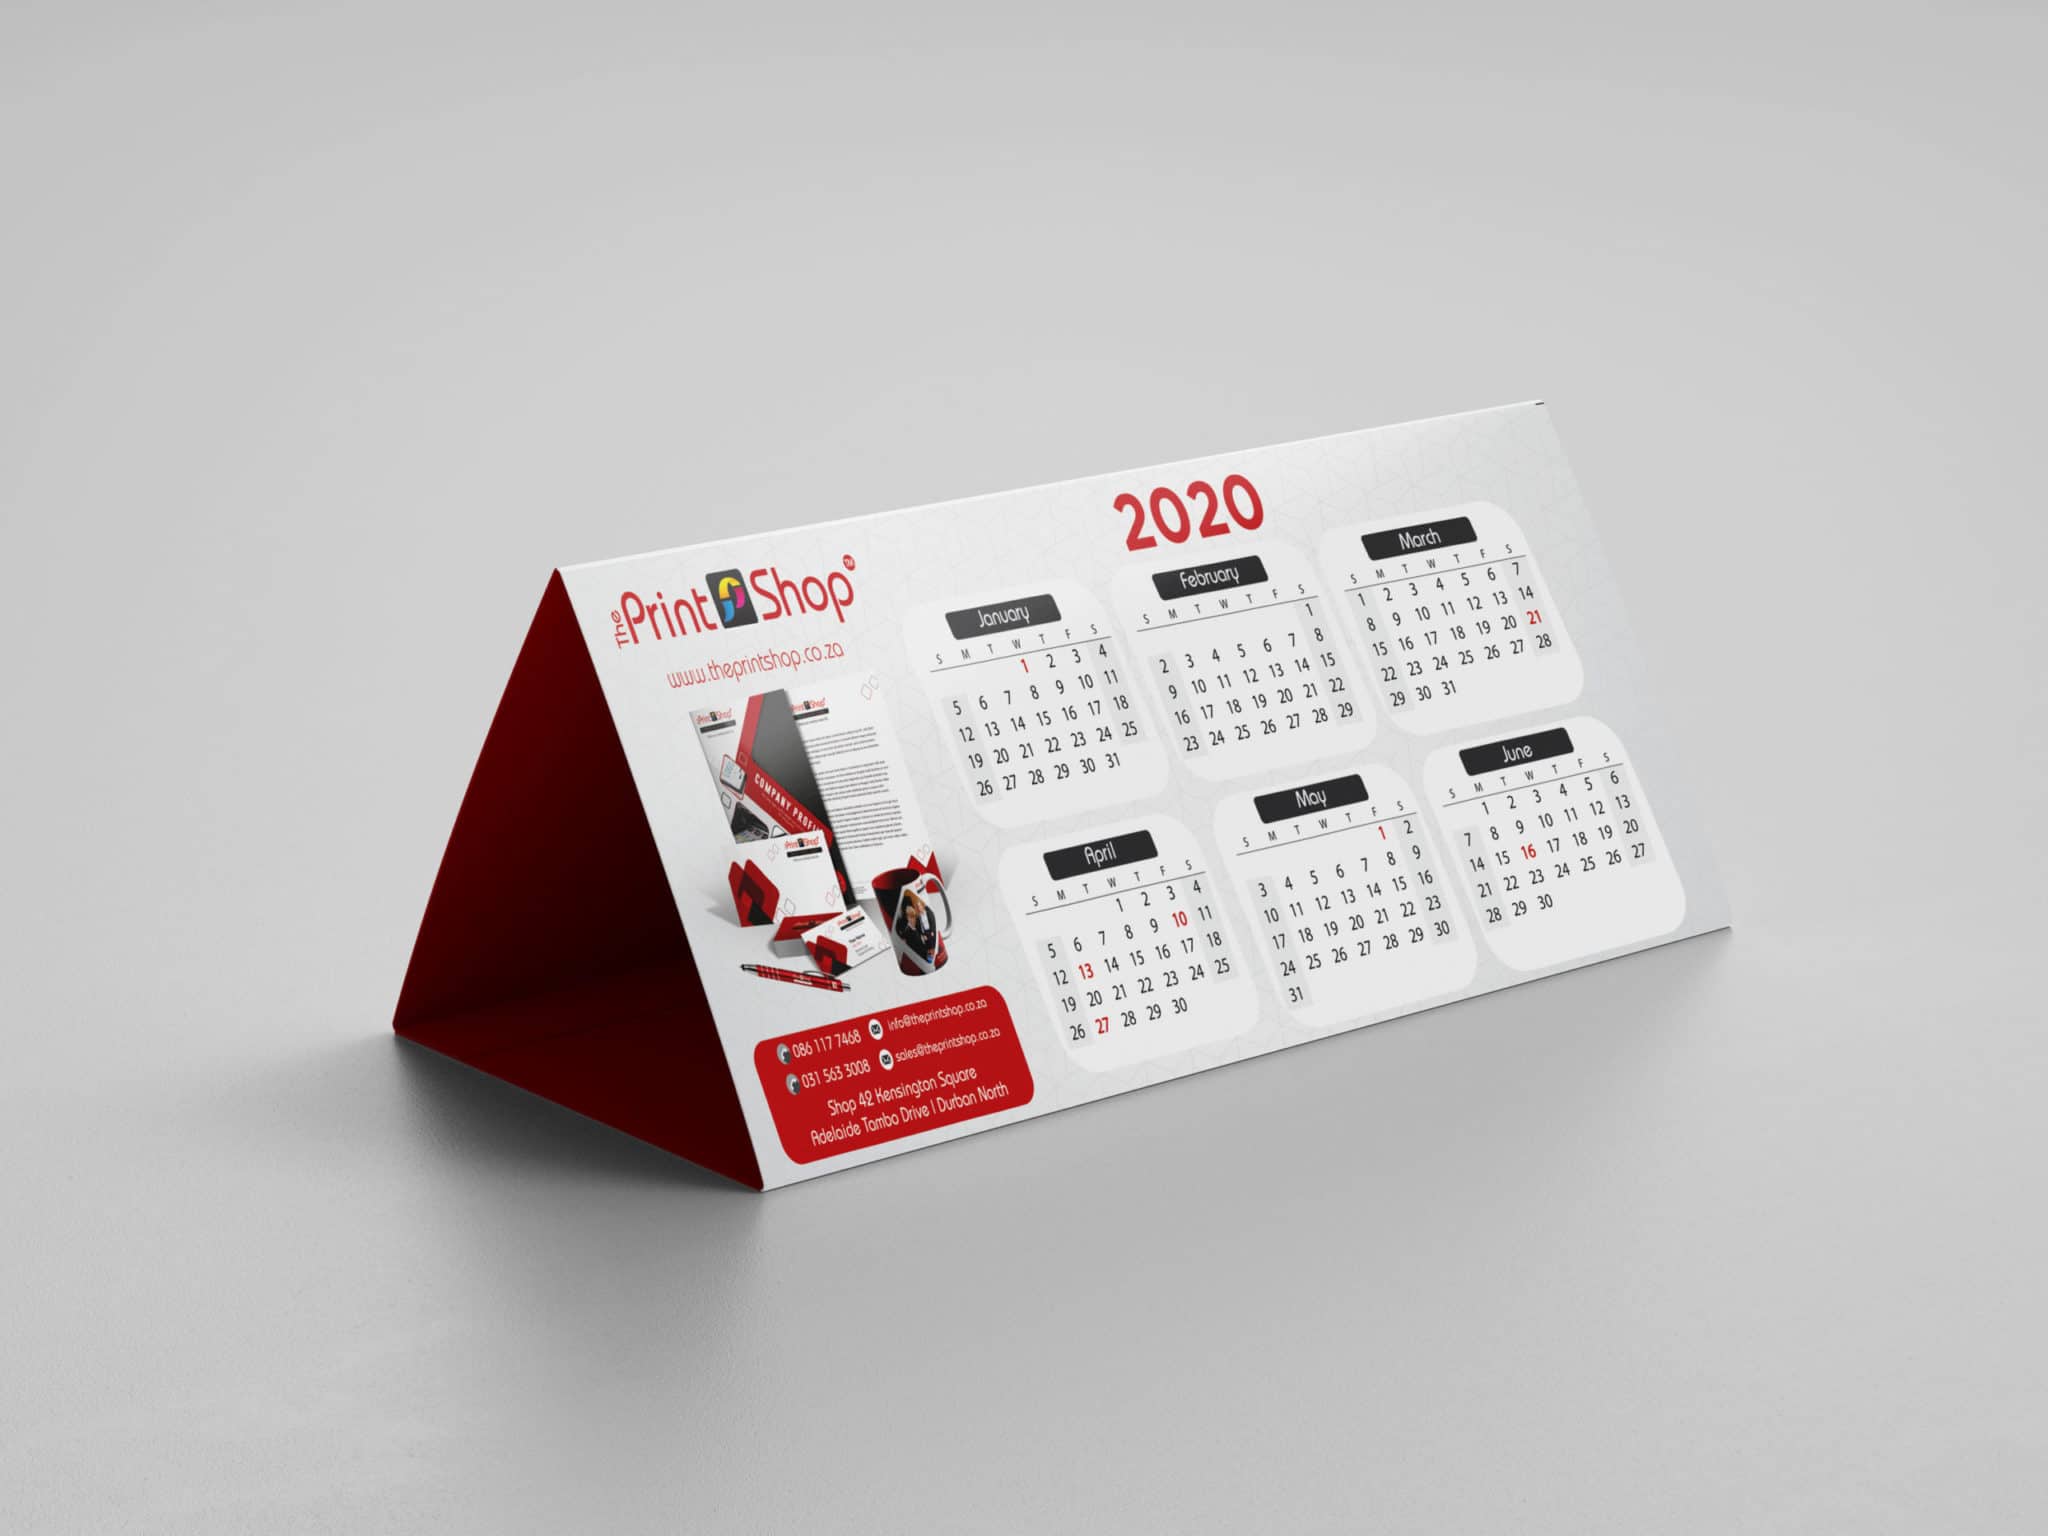 The Print Shop TM
www.theprintshop.co.za
Print Shop
Print Shop
COMPANY PROFIL
Print Shop
086 117 7468 info@theprintshop.co.za
031 563 3008 sales@theprintshop.co.za
Shop 42 Kensington Square
Adelaide Tambo Drive | Durban North
2020
January
S M T W T F S
1 2 3 4
5 6 7 8 9 10 11
12 13 14 15 16 17 18
19 20 21 22 23 24 25
26 27 28 29 30 31
February
S M T W T F S
1
2 3 4 5 6 7 8
9 10 11 12 13 14 15
16 17 18 19 20 21 22
23 24 25 26 27 28 29
March
S M T W T F S
1 2 3 4 5 6 7
8 9 10 11 12 13 14
15 16 17 18 19 20 21
22 23 24 25 26 27 28
29 30 31
April
S M T W T F S
1 2 3 4
5 6 7 8 9 10 11
12 13 14 15 16 17 18
19 20 21 22 23 24 25
26 27 28 29 30
May
S M T W T F S
1 2
3 4 5 6 7 8 9
10 11 12 13 14 15 16
17 18 19 20 21 22 23
24 25 26 27 28 29 30
31
June
S M T W T F S
1 2 3 4 5 6
7 8 9 10 11 12 13
14 15 16 17 18 19 20
21 22 23 24 25 26 27
28 29 30